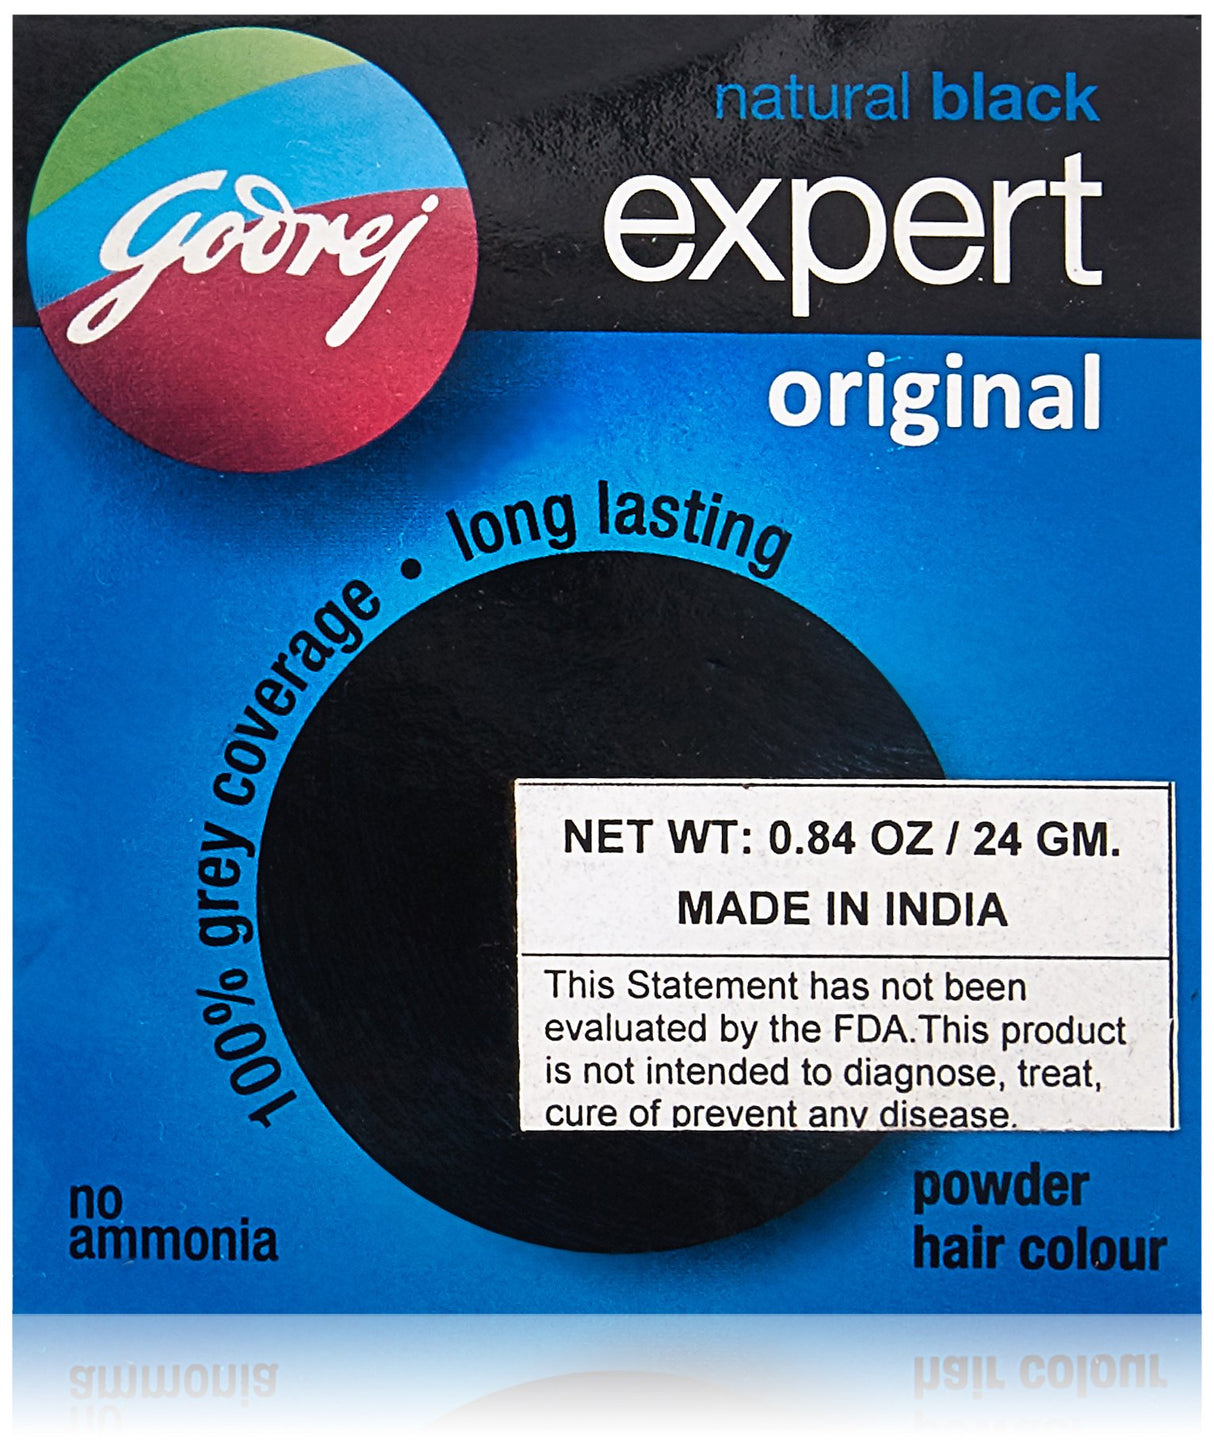 Godrej
natural black
expert
original
100% grey coverage • long lasting
NET WT: 0.84 OZ / 24 GM.
MADE IN INDIA
This Statement has not been
evaluated by the FDA.This product
is not intended to diagnose, treat,
cure of prevent any disease.
no
ammonia
powder
hair colour